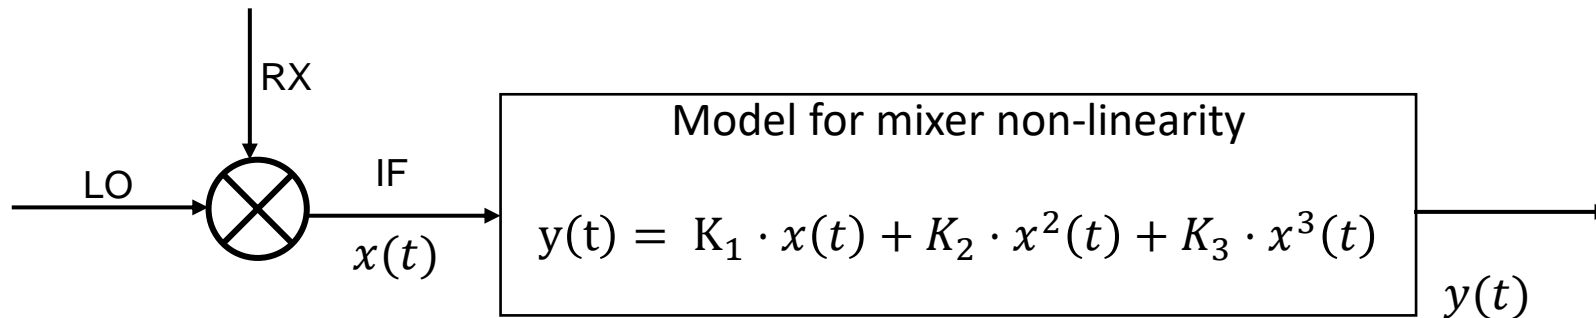 RX
LO
IF
x(t)
Model for mixer non-linearity
y(t) = K₁ · x(t) + K₂ · x²(t) + K₃ · x³(t)
y(t)